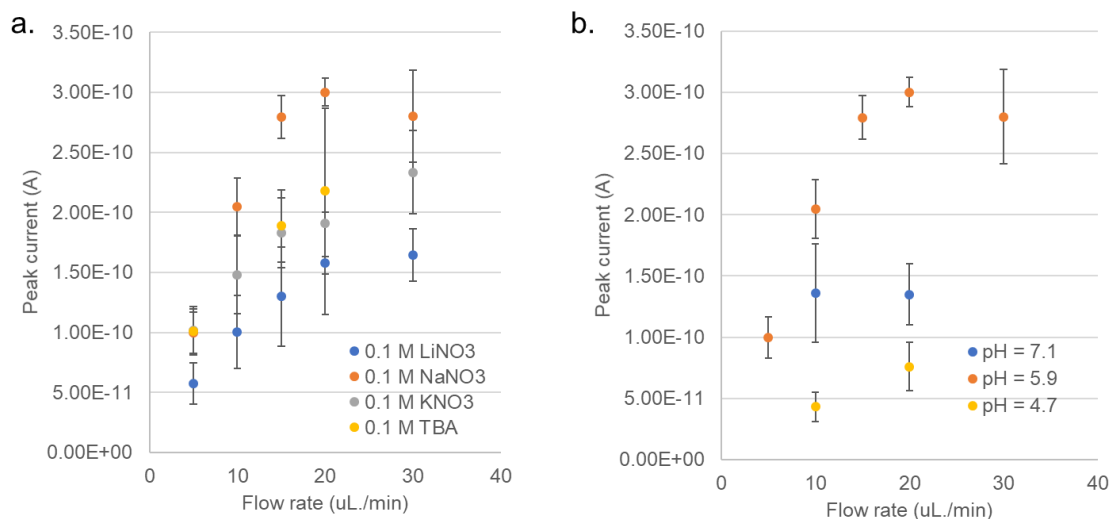 a.
3.50E-10
3.00E-10
2.50E-10
2.00E-10
1.50E-10
1.00E-10
5.00E-11
0.00E+00
Peak current (A)
0.1 M LiNO3
0.1 M NaNO3
0.1 M KNO3
0.1 M TBA
0 10 20 30 40
Flow rate (uL./min)
b.
3.50E-10
3.00E-10
2.50E-10
2.00E-10
1.50E-10
1.00E-10
5.00E-11
0.00E+00
Peak current (A)
pH = 7.1
pH = 5.9
pH = 4.7
0 10 20 30 40
Flow rate (uL./min)